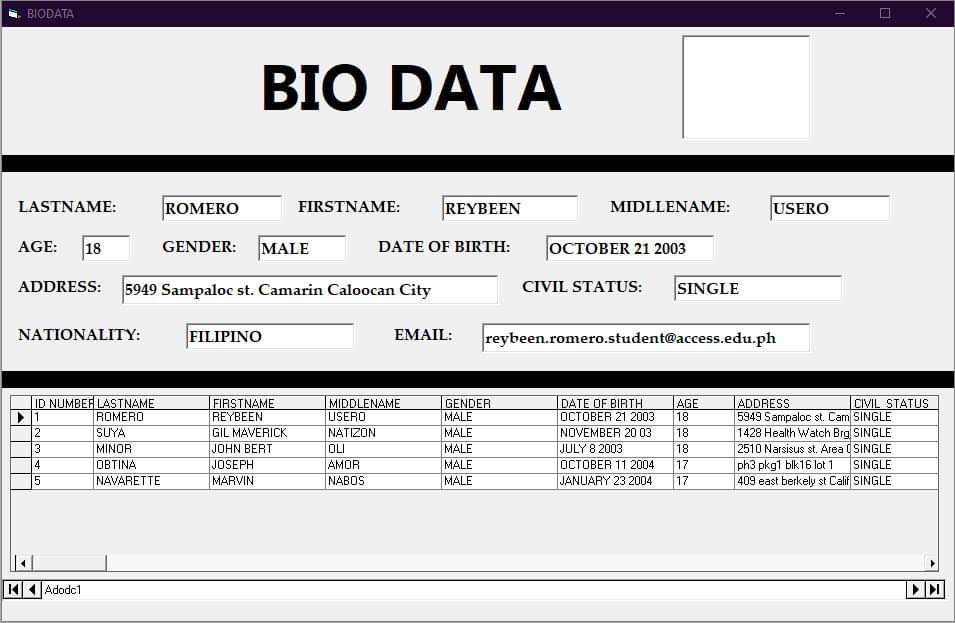 BIODATA
BIO DATA
LASTNAME: ROMERO FIRSTNAME: REYBEEN MIDLLENAME: USERO
AGE: 18 GENDER: MALE DATE OF BIRTH: OCTOBER 21 2003
ADDRESS: 5949 Sampaloc st. Camarin Caloocan City CIVIL STATUS: SINGLE
NATIONALITY: FILIPINO EMAIL: reybeen.romero.student@access.edu.ph
ID NUMBER LASTNAME FIRSTNAME MIDDLENAME GENDER DATE OF BIRTH AGE ADDRESS CIVIL STATUS
1 ROMERO REYBEEN USERO MALE OCTOBER 21 2003 18 5949 Sampaloc st. Cam SINGLE
2 SUYA GIL MAVERICK NATIZON MALE NOVEMBER 20 03 18 1428 Health Watch Brg SINGLE
3 MINOR JOHN BERT OLI MALE JULY 8 2003 18 2510 Narsisus st. Area SINGLE
4 OBTINA JOSEPH AMOR MALE OCTOBER 11 2004 17 ph3 pkg1 blk16 lot 1 SINGLE
5 NAVARETTE MARVIN NABOS MALE JANUARY 23 2004 17 409 east berkely st Calif SINGLE
Adodc1